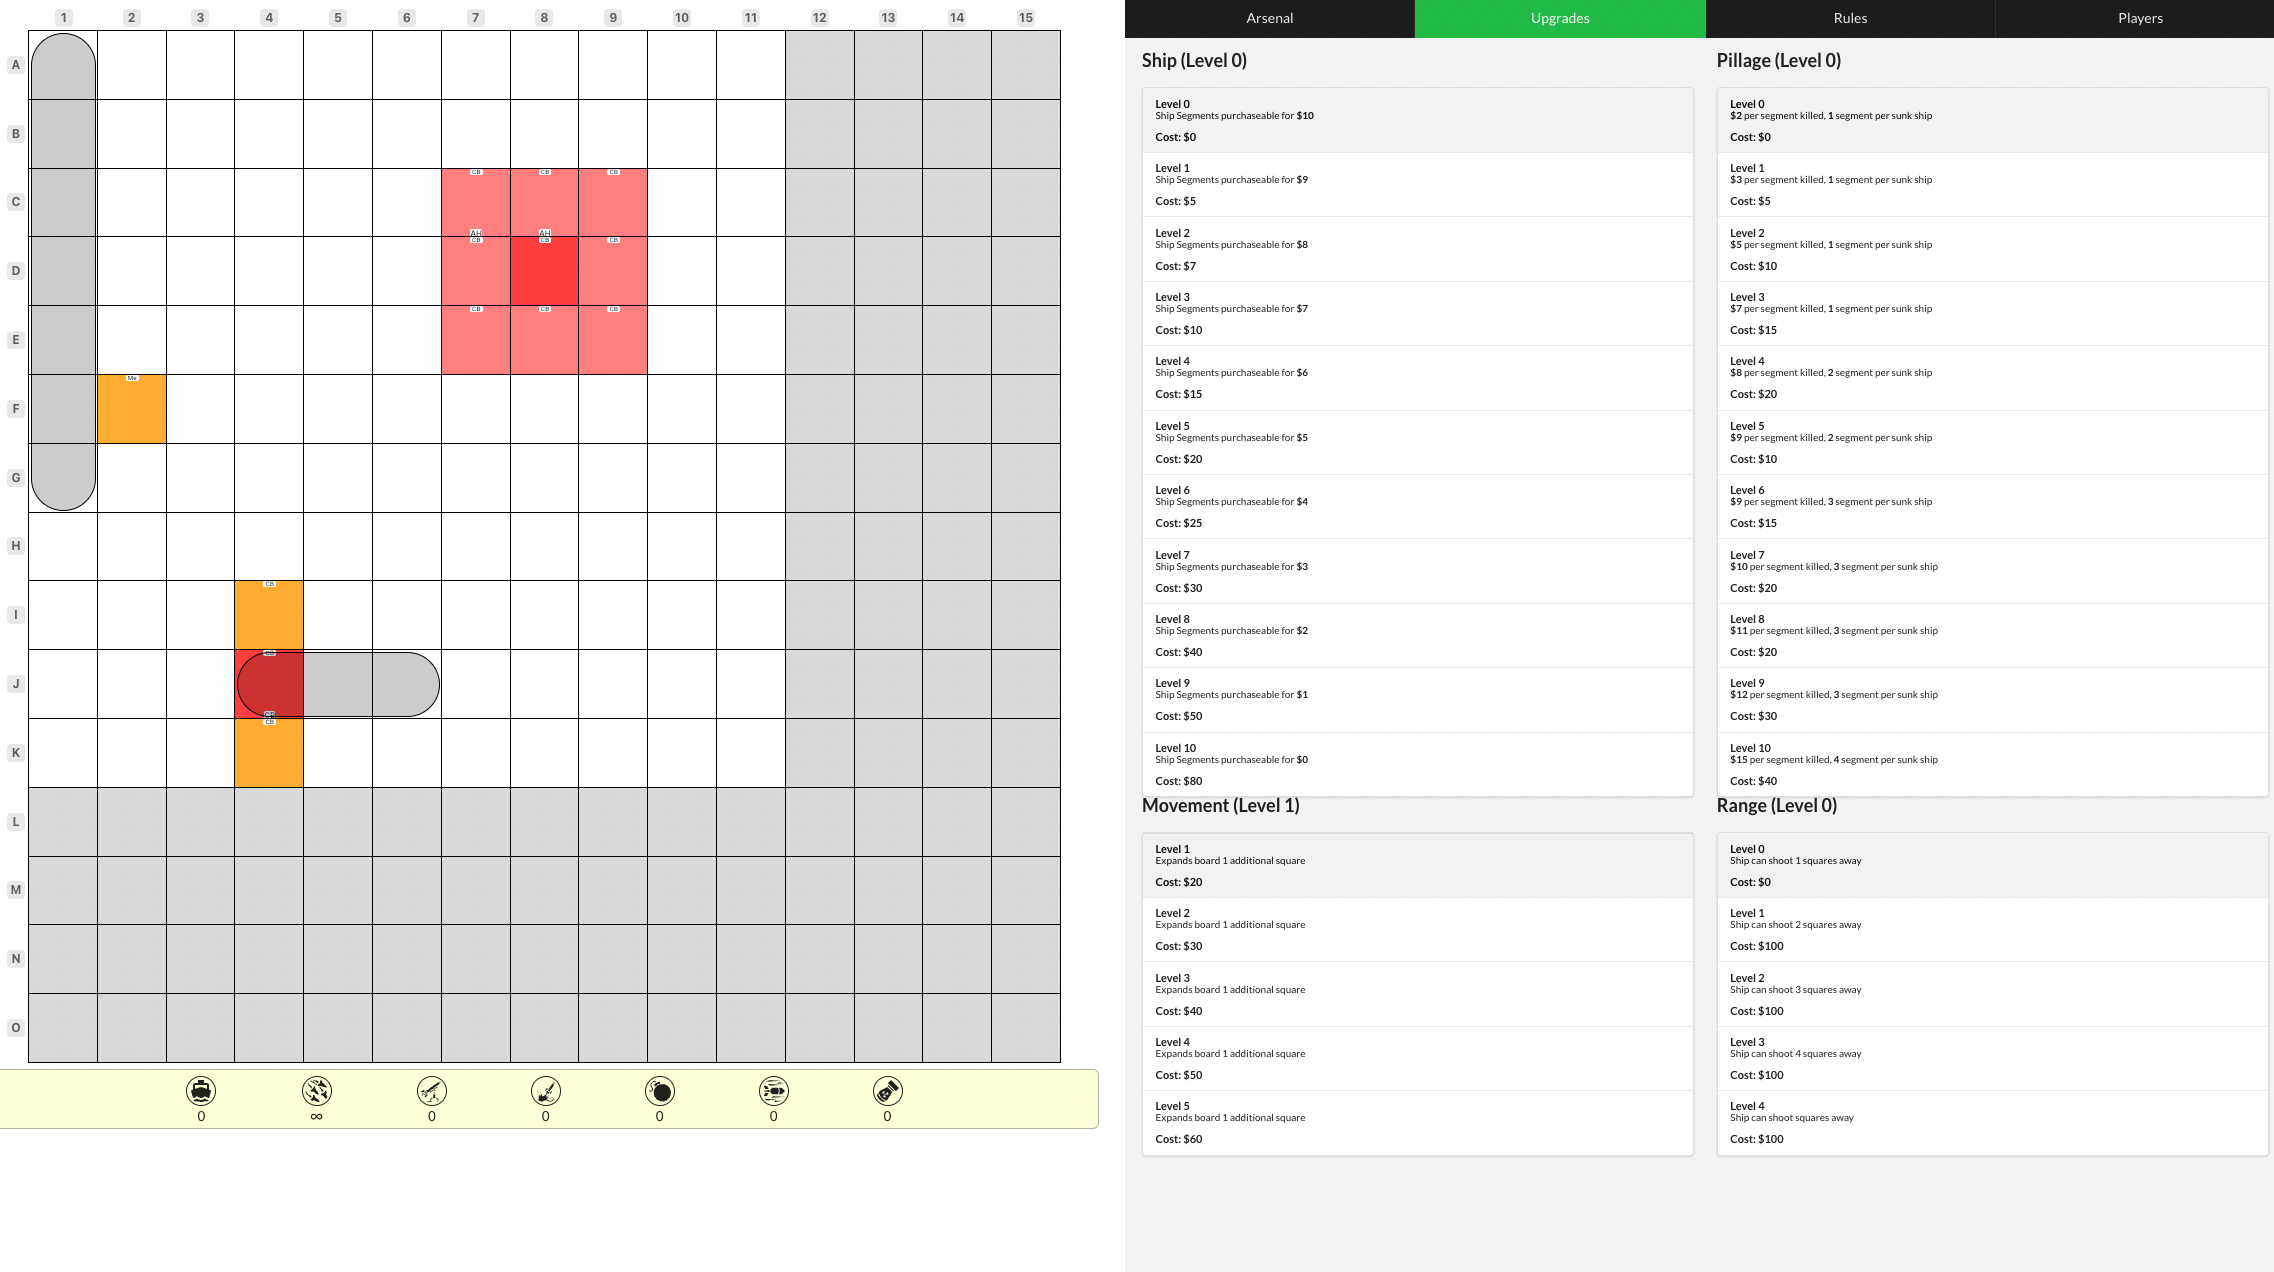 1 2 3 4 5 6 7 8 9 10 11 12 13 14 15
A
B
C
CB CB CB
AH AH
D
CB CB CB
E
CB CB CB
F
Me
G
H
I
CB
J
CB
K
CB
L
M
N
O
0 ∞ 0 0 0 0 0
Arsenal Upgrades Rules Players
Ship (Level 0)
Level 0
Ship Segments purchaseable for $10
Cost: $0
Level 1
Ship Segments purchaseable for $9
Cost: $5
Level 2
Ship Segments purchaseable for $8
Cost: $7
Level 3
Ship Segments purchaseable for $7
Cost: $10
Level 4
Ship Segments purchaseable for $6
Cost: $15
Level 5
Ship Segments purchaseable for $5
Cost: $20
Level 6
Ship Segments purchaseable for $4
Cost: $25
Level 7
Ship Segments purchaseable for $3
Cost: $30
Level 8
Ship Segments purchaseable for $2
Cost: $40
Level 9
Ship Segments purchaseable for $1
Cost: $50
Level 10
Ship Segments purchaseable for $0
Cost: $80
Pillage (Level 0)
Level 0
$2 per segment killed, 1 segment per sunk ship
Cost: $0
Level 1
$3 per segment killed, 1 segment per sunk ship
Cost: $5
Level 2
$5 per segment killed, 1 segment per sunk ship
Cost: $10
Level 3
$7 per segment killed, 1 segment per sunk ship
Cost: $15
Level 4
$8 per segment killed, 2 segment per sunk ship
Cost: $20
Level 5
$9 per segment killed, 2 segment per sunk ship
Cost: $10
Level 6
$9 per segment killed, 3 segment per sunk ship
Cost: $15
Level 7
$10 per segment killed, 3 segment per sunk ship
Cost: $20
Level 8
$11 per segment killed, 3 segment per sunk ship
Cost: $20
Level 9
$12 per segment killed, 3 segment per sunk ship
Cost: $30
Level 10
$15 per segment killed, 4 segment per sunk ship
Cost: $40
Movement (Level 1)
Level 1
Expands board 1 additional square
Cost: $20
Level 2
Expands board 1 additional square
Cost: $30
Level 3
Expands board 1 additional square
Cost: $40
Level 4
Expands board 1 additional square
Cost: $50
Level 5
Expands board 1 additional square
Cost: $60
Range (Level 0)
Level 0
Ship can shoot 1 squares away
Cost: $0
Level 1
Ship can shoot 2 squares away
Cost: $100
Level 2
Ship can shoot 3 squares away
Cost: $100
Level 3
Ship can shoot 4 squares away
Cost: $100
Level 4
Ship can shoot squares away
Cost: $100